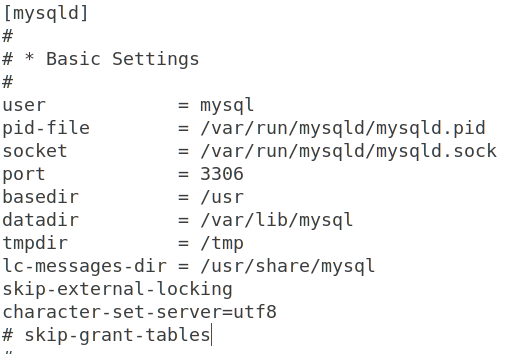 [mysqld]
#
# * Basic Settings
#
user            = mysql
pid-file        = /var/run/mysqld/mysqld.pid
socket          = /var/run/mysqld/mysqld.sock
port            = 3306
basedir         = /usr
datadir         = /var/lib/mysql
tmpdir          = /tmp
lc-messages-dir = /usr/share/mysql
skip-external-locking
character-set-server=utf8
# skip-grant-tables